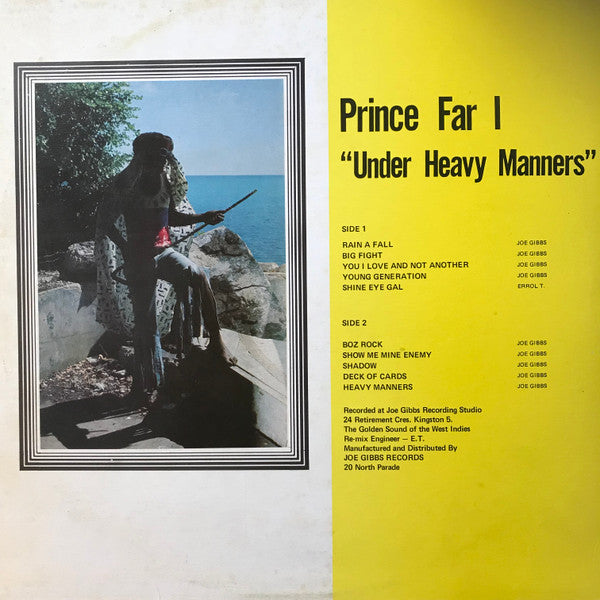 Prince Far I
"Under Heavy Manners"
SIDE 1
RAIN A FALL JOE GIBBS
BIG FIGHT JOE GIBBS
YOU I LOVE AND NOT ANOTHER JOE GIBBS
YOUNG GENERATION JOE GIBBS
SHINE EYE GAL ERROL T.
SIDE 2
BOZ ROCK JOE GIBBS
SHOW ME MINE ENEMY JOE GIBBS
SHADOW JOE GIBBS
DECK OF CARDS JOE GIBBS
HEAVY MANNERS JOE GIBBS
Recorded at Joe Gibbs Recording Studio
24 Retirement Cres. Kingston 5.
The Golden Sound of the West Indies
Re-mix Engineer — E.T.
Manufactured and Distributed By
JOE GIBBS RECORDS
20 North Parade